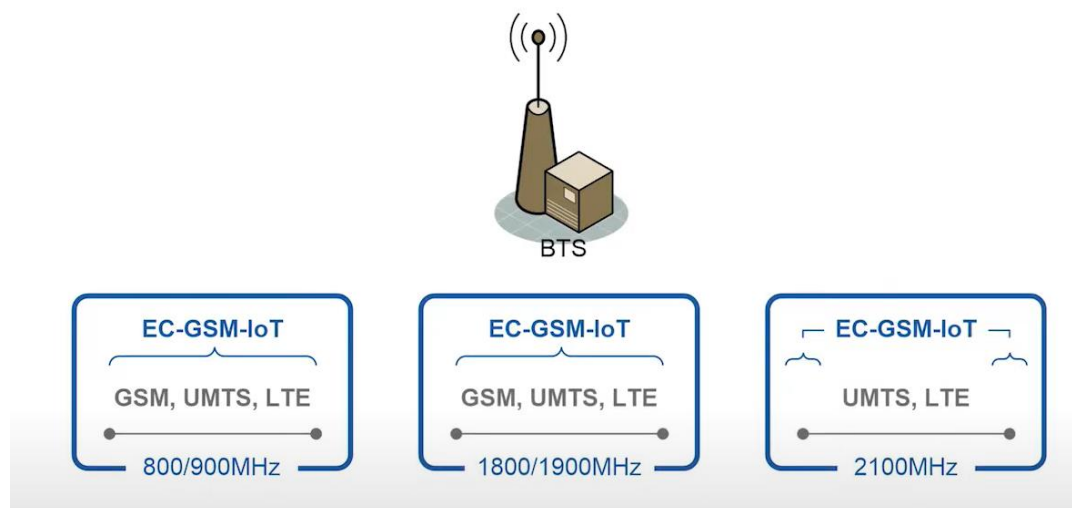 BTS
EC-GSM-IoT
GSM, UMTS, LTE
800/900MHz
EC-GSM-IoT
GSM, UMTS, LTE
1800/1900MHz
EC-GSM-IoT
UMTS, LTE
2100MHz